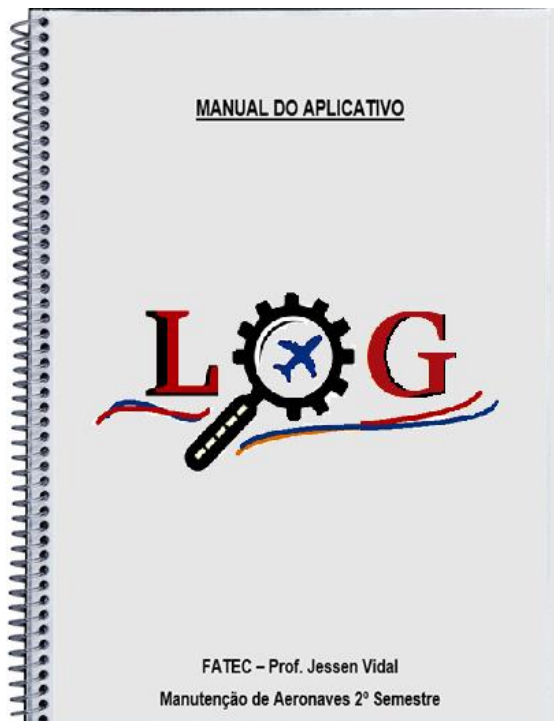 MANUAL DO APLICATIVO
LOG
FATEC – Prof. Jessen Vidal
Manutenção de Aeronaves 2º Semestre